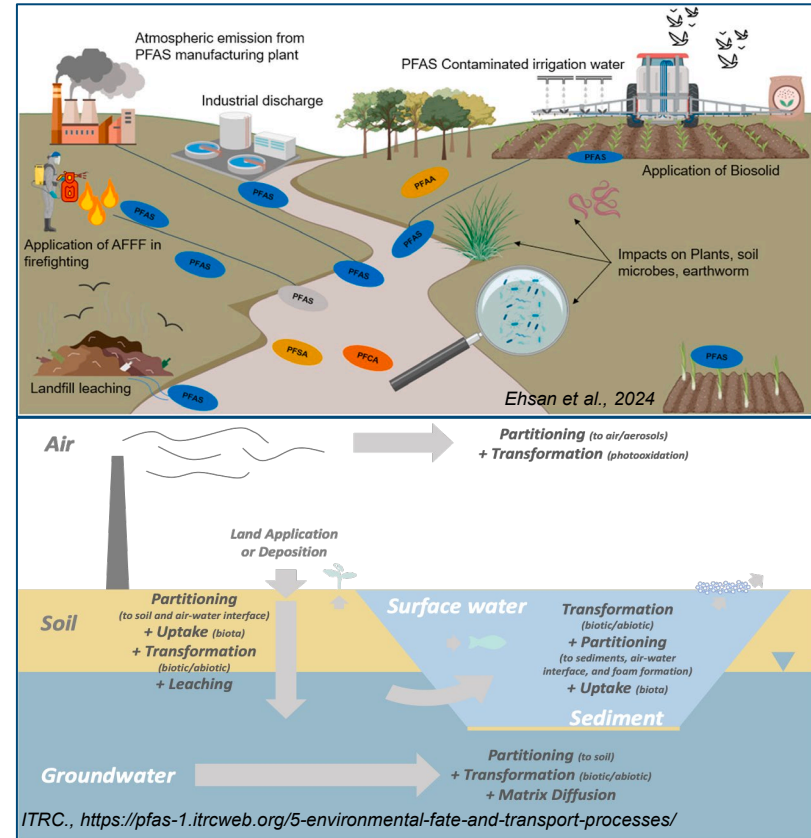 Atmospheric emission from
PFAS manufacturing plant
PFAS Contaminated irrigation water
Industrial discharge
PFAS
Application of Biosolid
PFAA
PFAS
PFAS
PFAS
Application of AFFF in
firefighting
PFAS
PFAS
PFAS
Impacts on Plants, soil
microbes, earthworm
PFSA
PFCA
PFAS
Landfill leaching
PFAS
Ehsan et al., 2024
Air
Partitioning (to air/aerosols)
+ Transformation (photooxidation)
Land Application
or Deposition
Soil
Partitioning
(to soil and air-water interface)
+ Uptake (biota)
+ Transformation
(biotic/abiotic)
+ Leaching
Surface water
Transformation
(biotic/abiotic)
+ Partitioning
(to sediments, air-water
interface, and foam formation)
+ Uptake (biota)
Sediment
Groundwater
Partitioning (to soil)
+ Transformation (biotic/abiotic)
+ Matrix Diffusion
ITRC., https://pfas-1.itrcweb.org/5-environmental-fate-and-transport-processes/